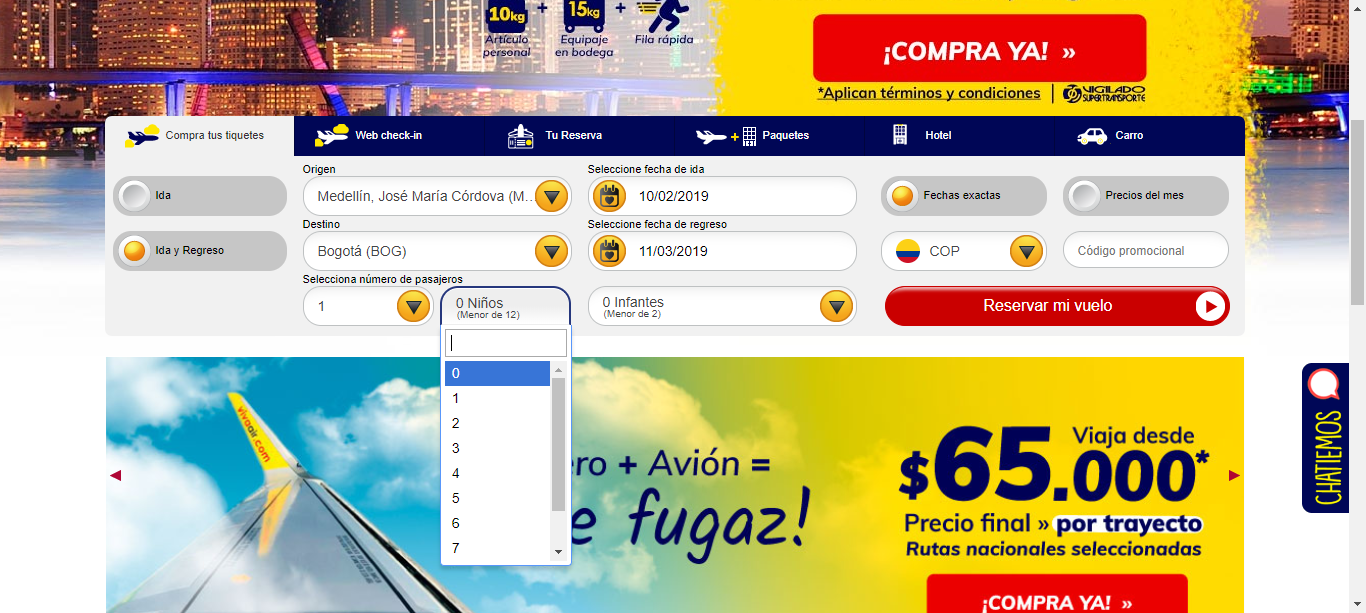 10kg + 15kg +
Artículo personal
Equipaje en bodega
Fila rápida
¡COMPRA YA! »
*Aplican términos y condiciones | VIGILADO SUPERTRANSPORTE
Compra tus tiquetes
Web check-in
Tu Reserva
Paquetes
Hotel
Carro
Ida
Ida y Regreso
Origen
Medellín, José María Córdova (M...
Destino
Bogotá (BOG)
Selecciona número de pasajeros
1
0 Niños
(Menor de 12)
0
1
2
3
4
5
6
7
Seleccione fecha de ida
10/02/2019
Seleccione fecha de regreso
11/03/2019
0 Infantes
(Menor de 2)
Fechas exactas
Precios del mes
COP
Código promocional
Reservar mi vuelo
vivaair.com
ro + Avión =
e fugaz!
Viaja desde
$65.000*
Precio final » por trayecto
Rutas nacionales seleccionadas
¡COMPRA YA! »
CHATIEMOS